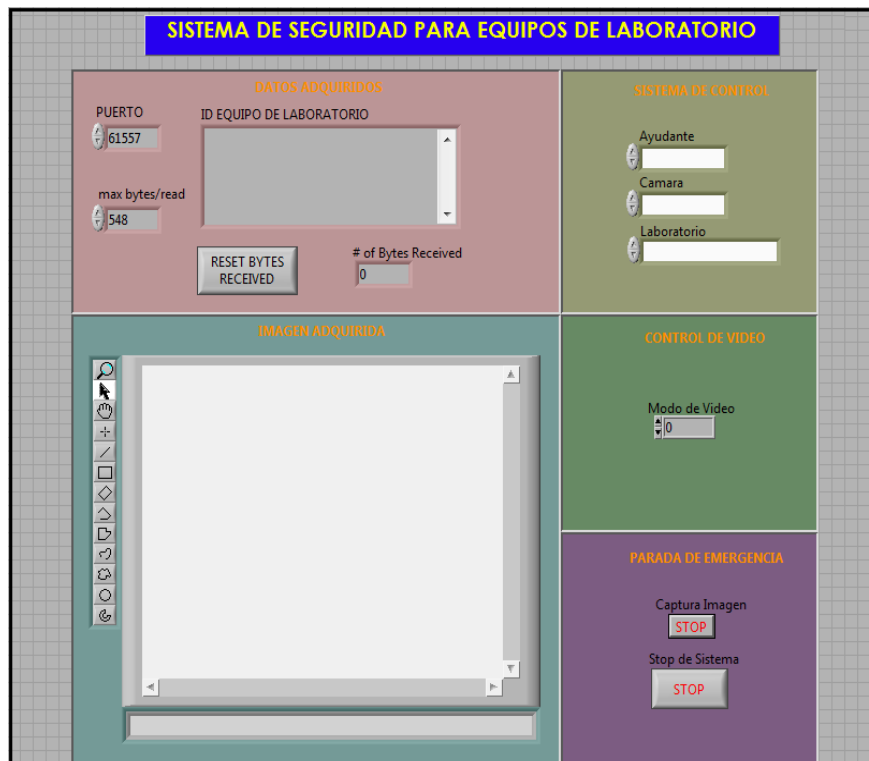 SISTEMA DE SEGURIDAD PARA EQUIPOS DE LABORATORIO
DATOS ADQUIRIDOS
PUERTO
61557
ID EQUIPO DE LABORATORIO
max bytes/read
548
RESET BYTES
RECEIVED
# of Bytes Received
0
SISTEMA DE CONTROL
Ayudante
Camara
Laboratorio
IMAGEN ADQUIRIDA
CONTROL DE VIDEO
Modo de Video
0
PARADA DE EMERGENCIA
Captura Imagen
STOP
Stop de Sistema
STOP